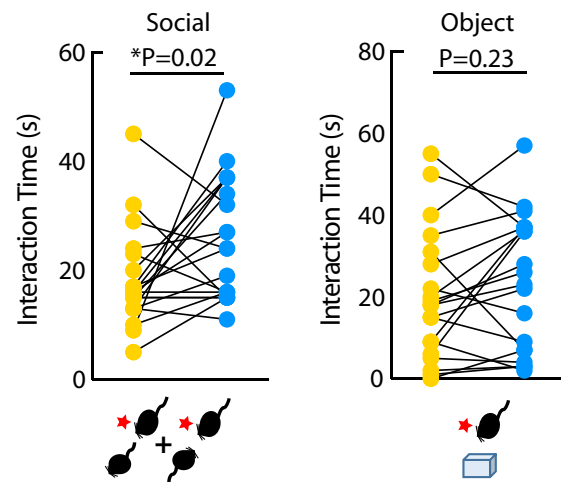 Social
*P=0.02
Interaction Time (s)
60
40
20
0
+
Object
P=0.23
Interaction Time (s)
80
60
40
20
0